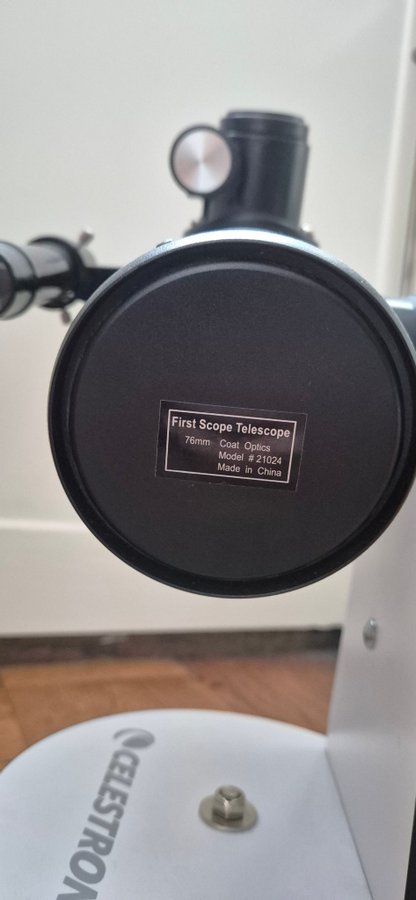 First Scope Telescope
76mm Coat Optics
Model # 21024
Made in China
CELESTRON